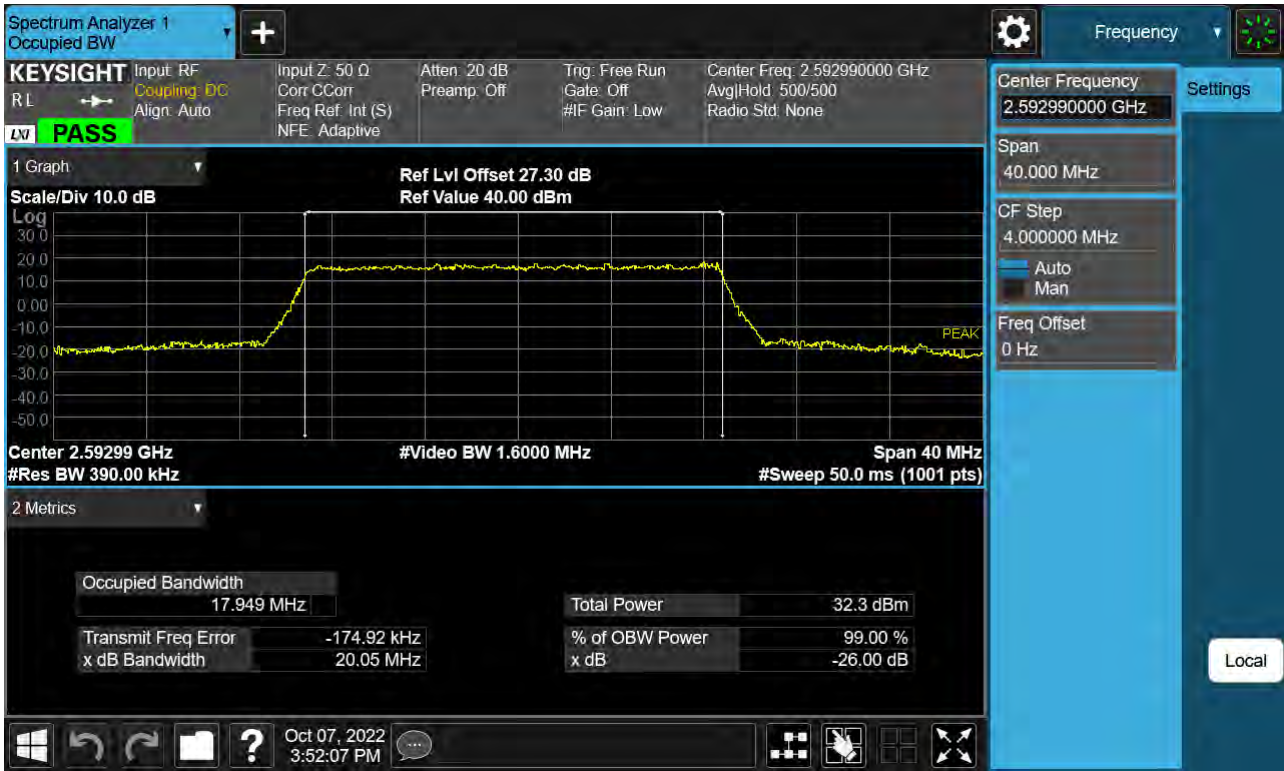 Spectrum Analyzer 1
Occupied BW
Frequency
KEYSIGHT
RL
LXI
PASS
Input: RF
Coupling: DC
Align: Auto
Input Z: 50 Ω
Corr CCorr
Freq Ref: Int (S)
NFE: Adaptive
Atten: 20 dB
Preamp: Off
Trig: Free Run
Gate: Off
#IF Gain: Low
Center Freq: 2.592990000 GHz
Avg|Hold: 500/500
Radio Std: None
Center Frequency
2.592990000 GHz
Settings
Span
40.000 MHz
CF Step
4.000000 MHz
Auto
Man
Freq Offset
0 Hz
Local
1 Graph
Scale/Div 10.0 dB
Ref Lvl Offset 27.30 dB
Ref Value 40.00 dBm
Log
30.0
20.0
10.0
0.00
-10.0
-20.0
-30.0
-40.0
-50.0
PEAK
Center 2.59299 GHz
#Video BW 1.6000 MHz
Span 40 MHz
#Res BW 390.00 kHz
#Sweep 50.0 ms (1001 pts)
2 Metrics
Occupied Bandwidth
17.949 MHz
Total Power 32.3 dBm
Transmit Freq Error -174.92 kHz
% of OBW Power 99.00 %
x dB Bandwidth 20.05 MHz
x dB -26.00 dB
?
Oct 07, 2022
3:52:07 PM